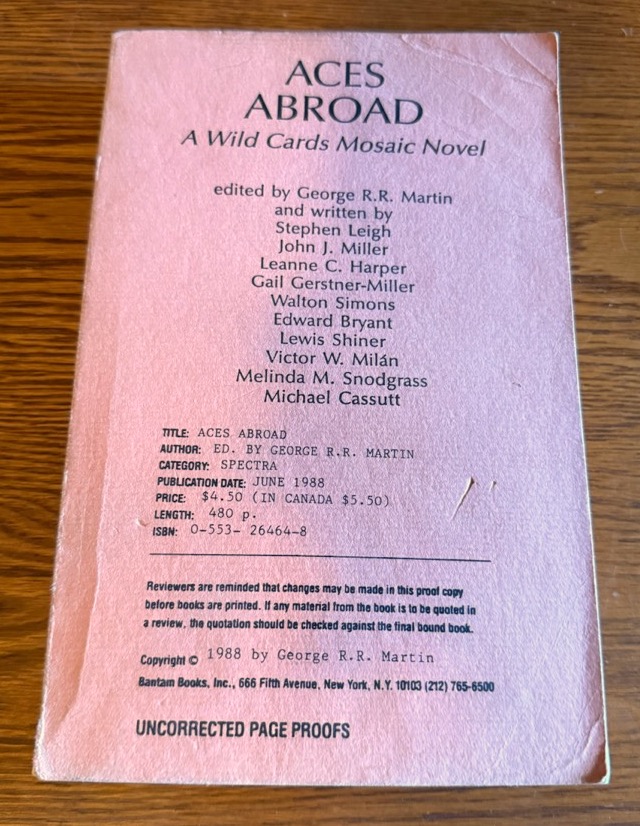 ACES
ABROAD
A Wild Cards Mosaic Novel
edited by George R.R. Martin
and written by
Stephen Leigh
John J. Miller
Leanne C. Harper
Gail Gerstner-Miller
Walton Simons
Edward Bryant
Lewis Shiner
Victor W. Milán
Melinda M. Snodgrass
Michael Cassutt
TITLE: ACES ABROAD
AUTHOR: ED. BY GEORGE R.R. MARTIN
CATEGORY: SPECTRA
PUBLICATION DATE: JUNE 1988
PRICE: $4.50 (IN CANADA $5.50)
LENGTH: 480 p.
ISBN: 0-553- 26464-8
Reviewers are reminded that changes may be made in this proof copy
before books are printed. If any material from the book is to be quoted in
a review, the quotation should be checked against the final bound book.
Copyright © 1988 by George R.R. Martin
Bantam Books, Inc., 666 Fifth Avenue, New York, N.Y. 10103 (212) 765-6500
UNCORRECTED PAGE PROOFS